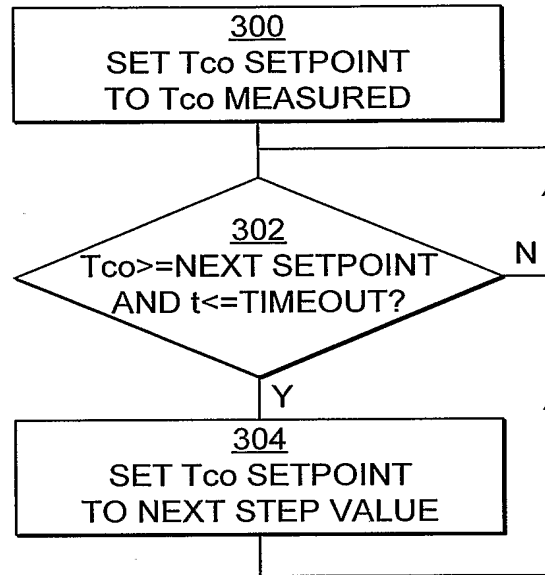 300
SET Tco SETPOINT
TO Tco MEASURED
302
Tco>=NEXT SETPOINT
AND t<=TIMEOUT?
N
Y
304
SET Tco SETPOINT
TO NEXT STEP VALUE